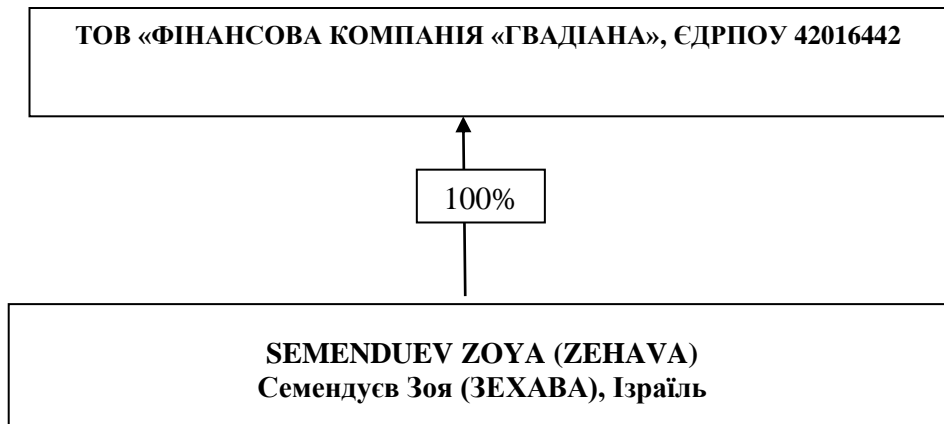 ТОВ «ФІНАНСОВА КОМПАНІЯ «ГВАДІАНА», ЄДРПОУ 42016442
100%
SEMENDUEV ZOYA (ZEHAVA)
Семендуєв Зоя (ЗЕХАВА), Ізраїль